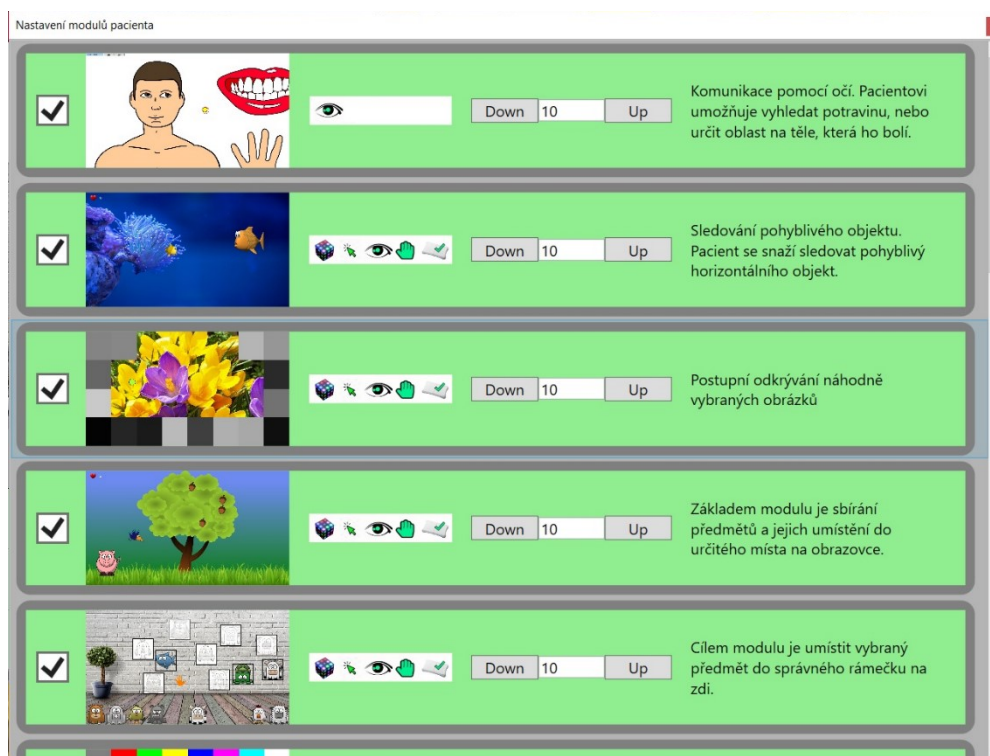 Nastavení modulů pacienta
Down 10 Up
Komunikace pomocí očí. Pacientovi
umožňuje vyhledat potravinu, nebo
určit oblast na těle, která ho bolí.
Down 10 Up
Sledování pohyblivého objektu.
Pacient se snaží sledovat pohyblivý
horizontálního objekt.
Down 10 Up
Postupní odkrývání náhodně
vybraných obrázků
Down 10 Up
Základem modulu je sbírání
předmětů a jejich umístění do
určitého místa na obrazovce.
Down 10 Up
Cílem modulu je umístit vybraný
předmět do správného rámečku na
zdi.